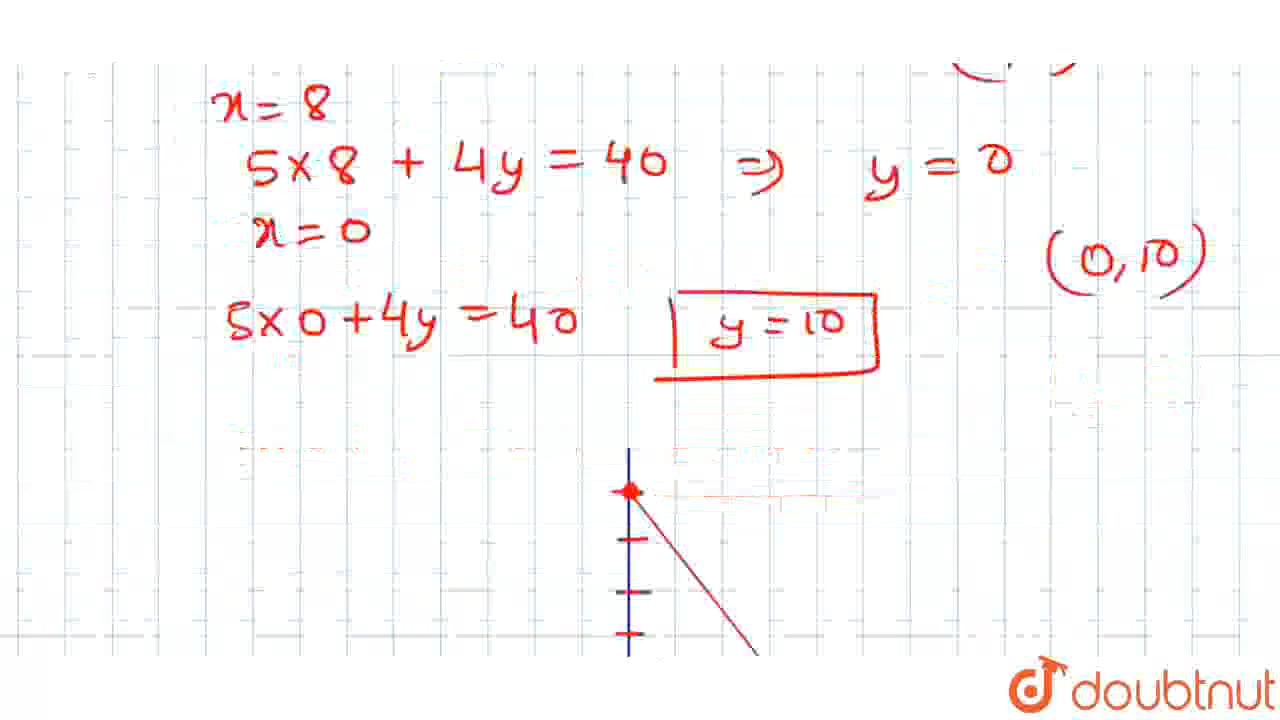 x = 8
5 x 8 + 4y = 40 ⇒ y = 0
x = 0
(0, 10)
5 x 0 + 4y = 40 y = 10
doubtnut